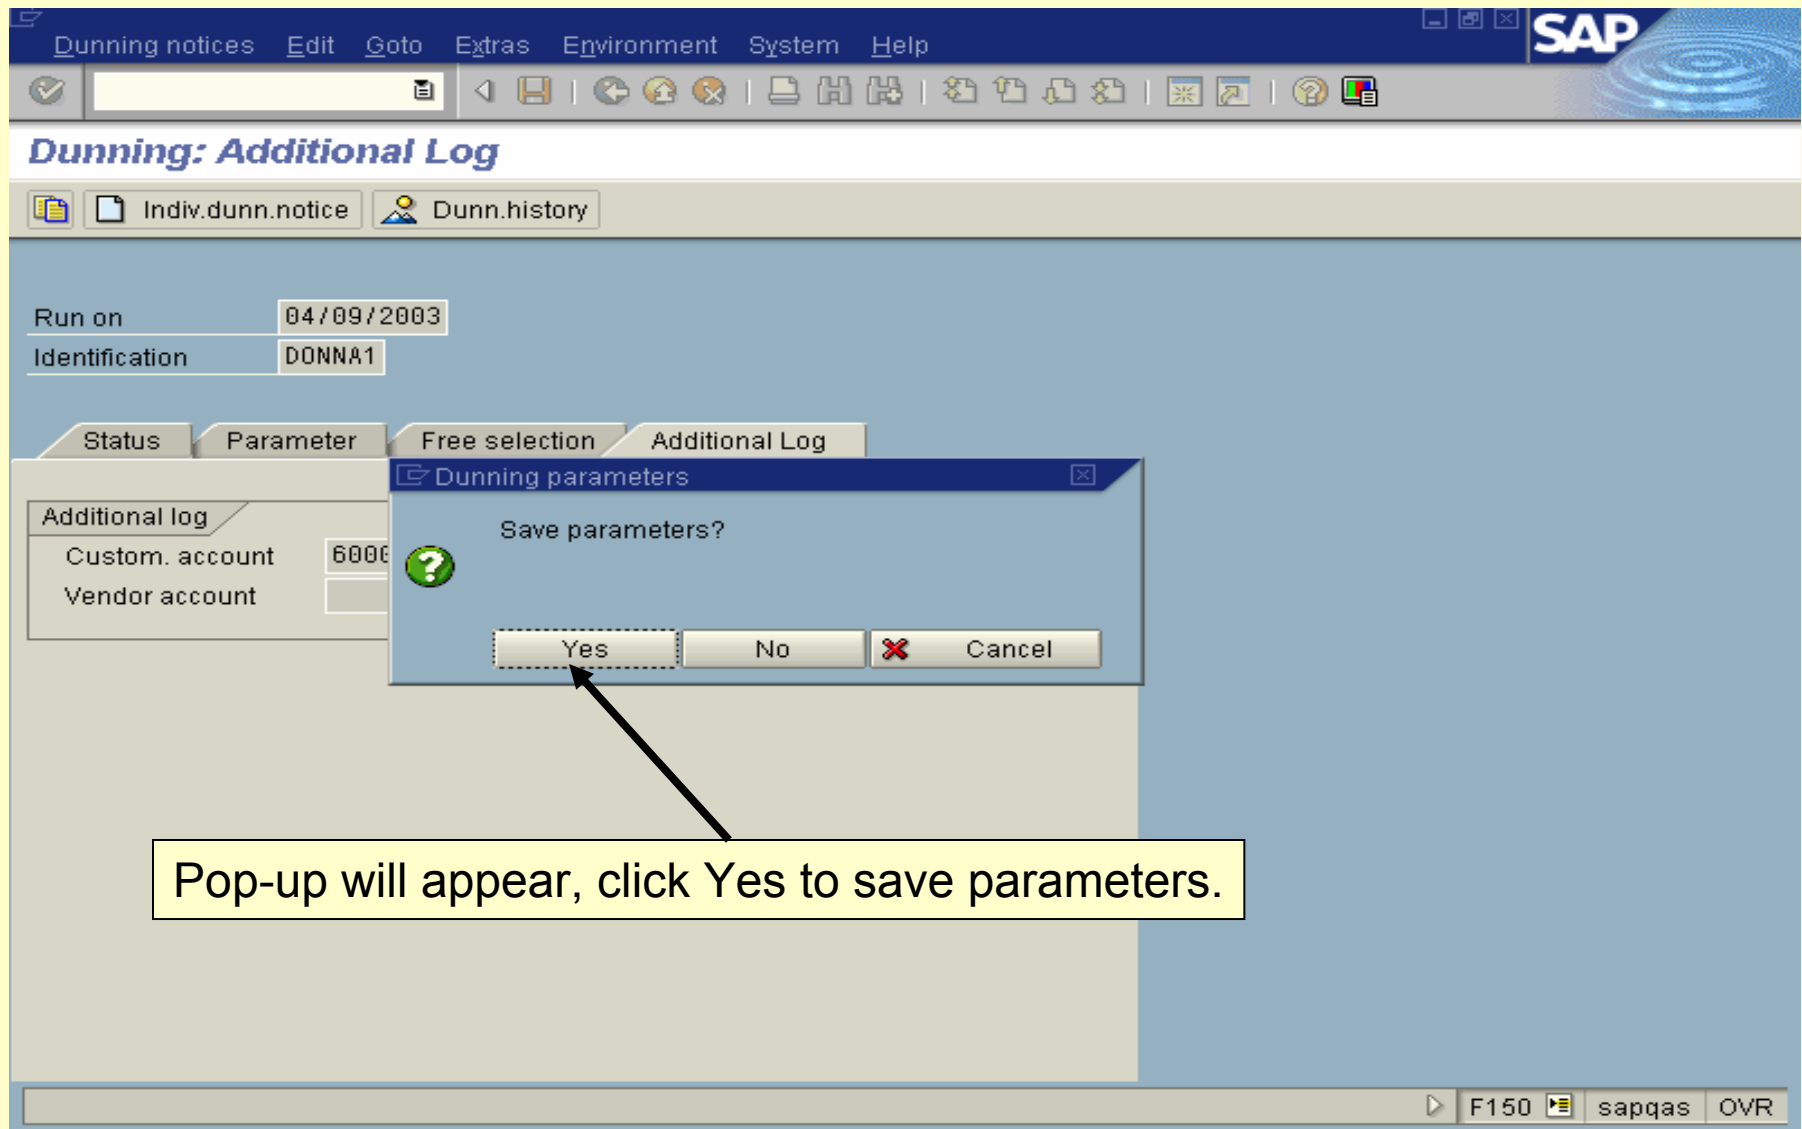 Dunning notices Edit Goto Extras Environment System Help
SAP
Dunning: Additional Log
Indiv.dunn.notice Dunn.history
Run on 04/09/2003
Identification DONNA1
Status Parameter Free selection Additional Log
Dunning parameters
Additional log
Save parameters?
Custom. account
Vendor account
Yes No Cancel
Pop-up will appear, click Yes to save parameters.
F150 sapqas OVR